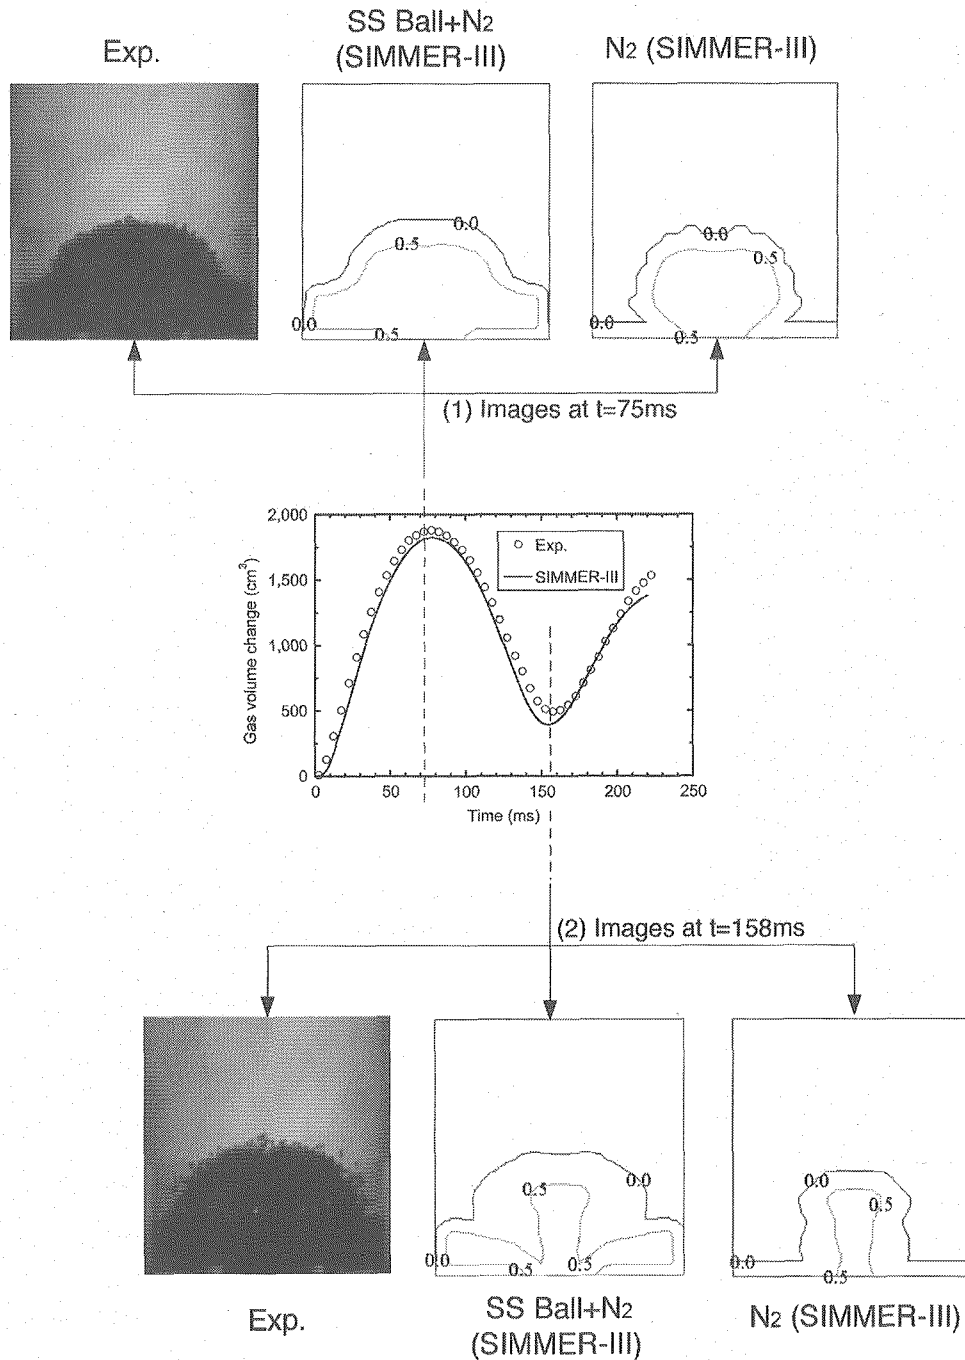 Exp.
SS Ball+N2
(SIMMER-III)
N2 (SIMMER-III)
0.0
0.5
0.0
0.5
0.0
0.5
0.0
0.5
(1) Images at t=75ms
2,000
1,500
1,000
500
0
Gas volume change (cm3)
Exp.
SIMMER-III
0
50
100
150
200
250
Time (ms)
(2) Images at t=158ms
0.5
0.0
0.0
0.5
0.5
0.0
0.5
0.0
0.5
Exp.
SS Ball+N2
(SIMMER-III)
N2 (SIMMER-III)